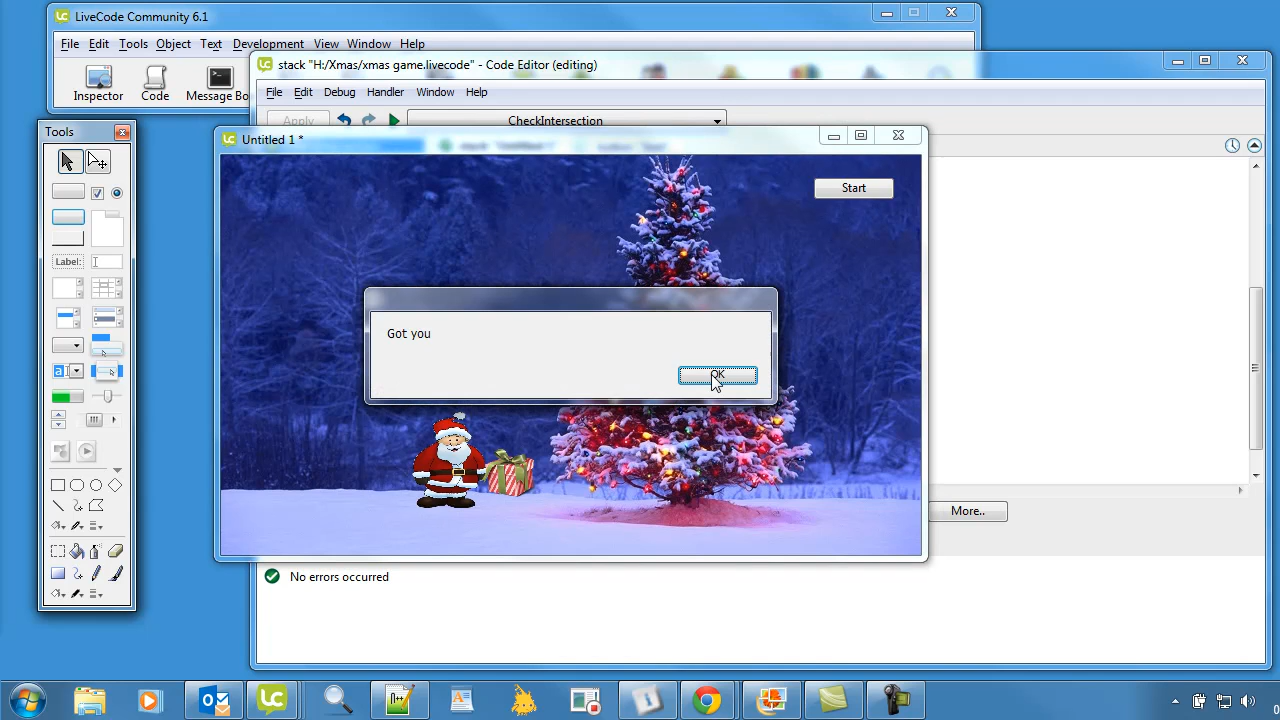 LiveCode Community 6.1
File Edit Tools Object Text Development View Window Help
Inspector Code Message Bo
stack "H:/Xmas/xmas game.livecode" - Code Editor (editing)
File Edit Debug Handler Window Help
Apply CheckIntersection
Tools
Label:
Untitled 1 *
Start
Got you
OK
More..
No errors occurred